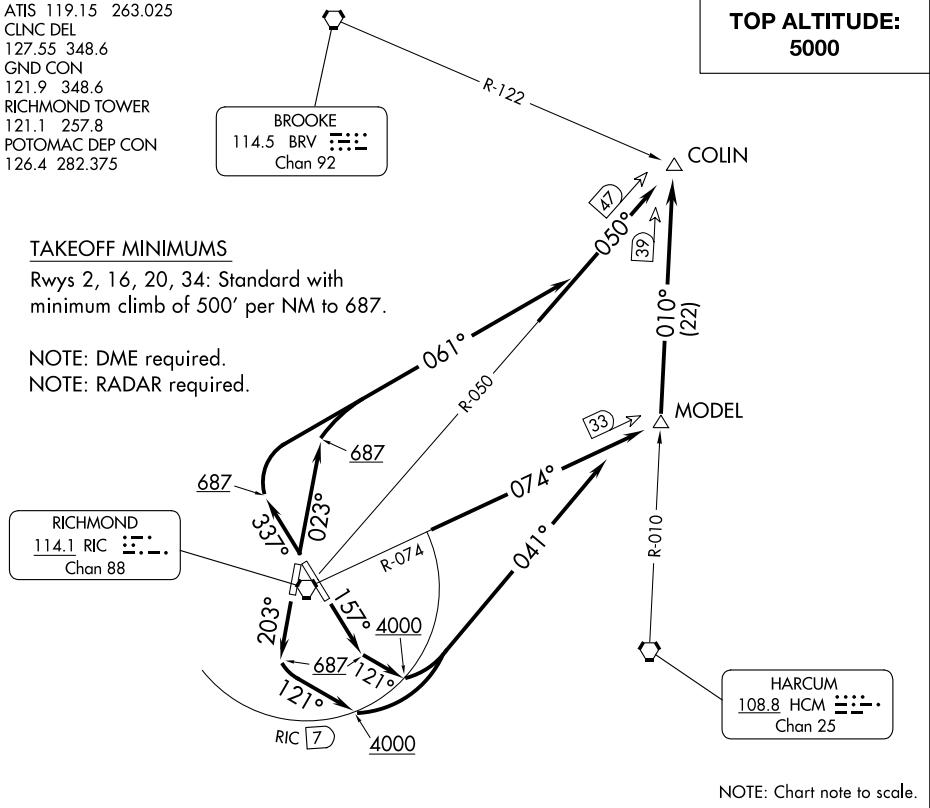 ATIS 119.15 263.025
CLNC DEL
127.55 348.6
GND CON
121.9 348.6
RICHMOND TOWER
121.1 257.8
POTOMAC DEP CON
126.4 282.375
TOP ALTITUDE:
5000
BROOKE
114.5 BRV
Chan 92
R-122
COLIN
47
050°
39
TAKEOFF MINIMUMS
Rwys 2, 16, 20, 34: Standard with
minimum climb of 500' per NM to 687.
NOTE: DME required.
NOTE: RADAR required.
010°
(22)
061°
R-050
MODEL
33
687
687
074°
337°
023°
RICHMOND
114.1 RIC
Chan 88
R-074
041°
R-010
203°
157°
4000
687
121°
121°
RIC 7
4000
HARCUM
108.8 HCM
Chan 25
NOTE: Chart note to scale.